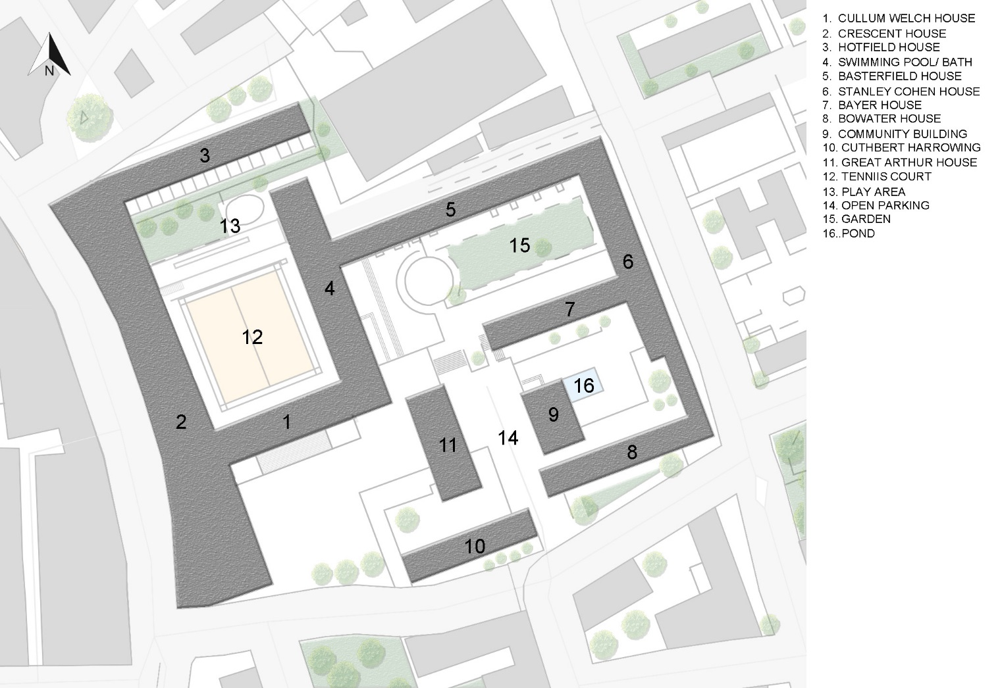 1. CULLUM WELCH HOUSE
2. CRESCENT HOUSE
3. HOTFIELD HOUSE
4. SWIMMING POOL/ BATH
5. BASTERFIELD HOUSE
6. STANLEY COHEN HOUSE
7. BAYER HOUSE
8. BOWATER HOUSE
9. COMMUNITY BUILDING
10. CUTHBERT HARROWING
11. GREAT ARTHUR HOUSE
12. TENNIIS COURT
13. PLAY AREA
14. OPEN PARKING
15. GARDEN
16..POND
N
3
5
13
15
6
4
7
12
16
9
2
1
14
11
8
10